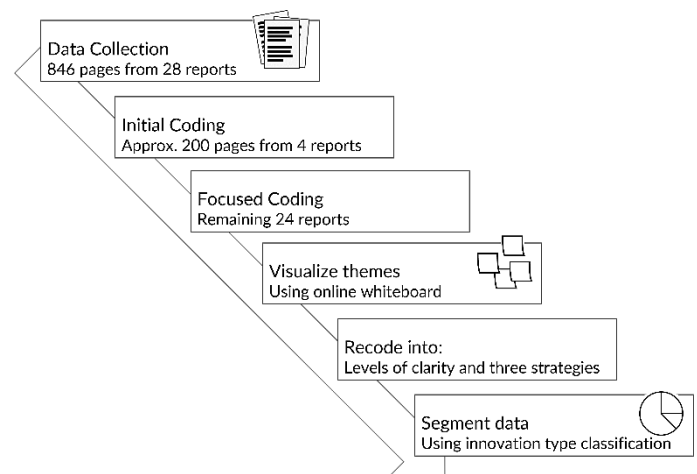 Data Collection
846 pages from 28 reports
Initial Coding
Approx. 200 pages from 4 reports
Focused Coding
Remaining 24 reports
Visualize themes
Using online whiteboard
Recode into:
Levels of clarity and three strategies
Segment data
Using innovation type classification